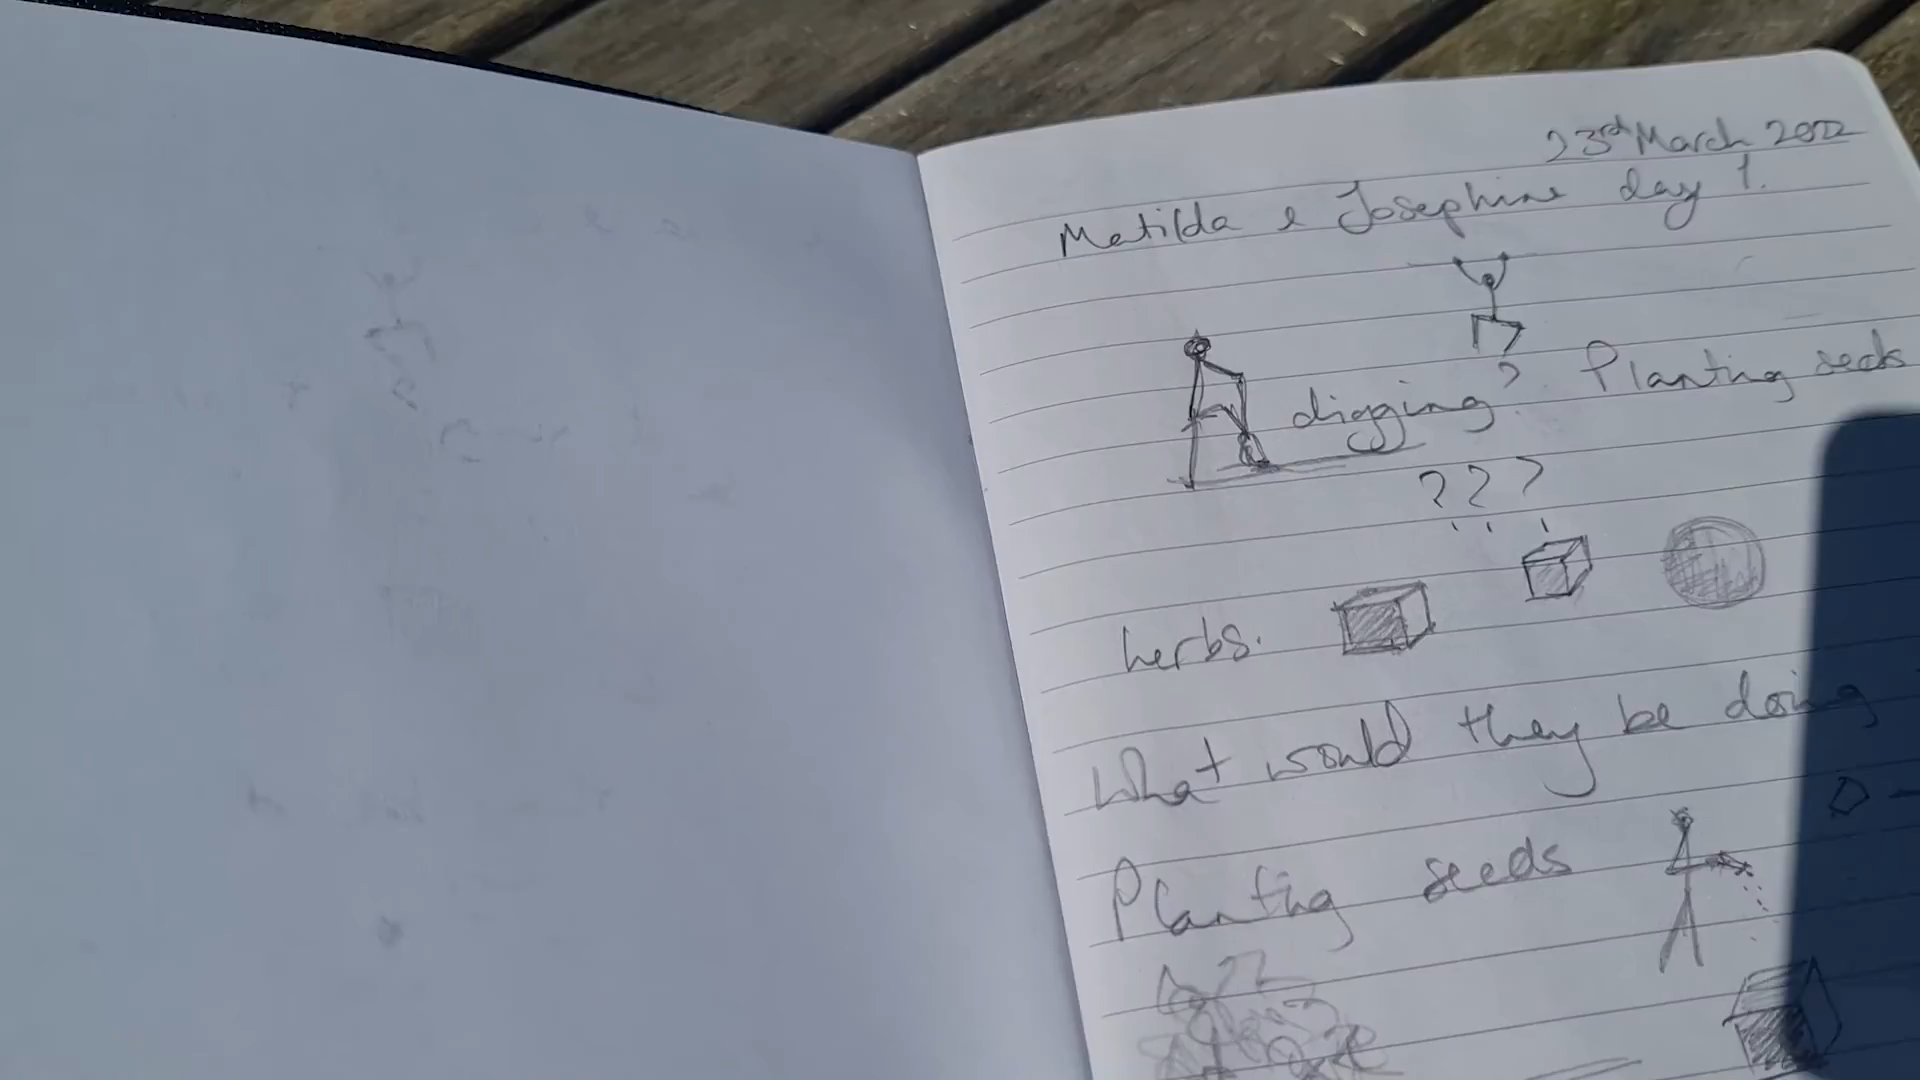 23rd March 2022
Matilda & Josephine day 1.
digging? Planting seeds
???
herbs.
What would they be doing
Planting seeds